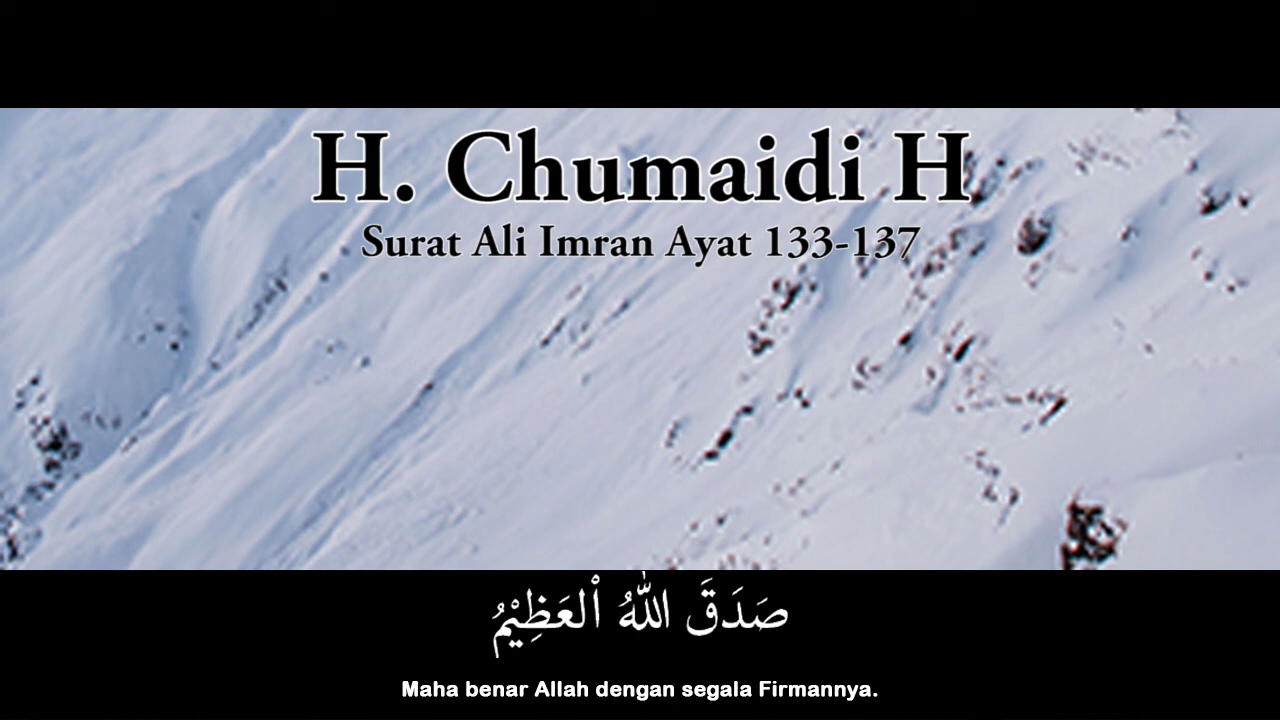 H. Chumaidi H
Surat Ali Imran Ayat 133-137
صَدَقَ اللّٰهُ ٱلعَظِيْمُ
Maha benar Allah dengan segala Firmannya.